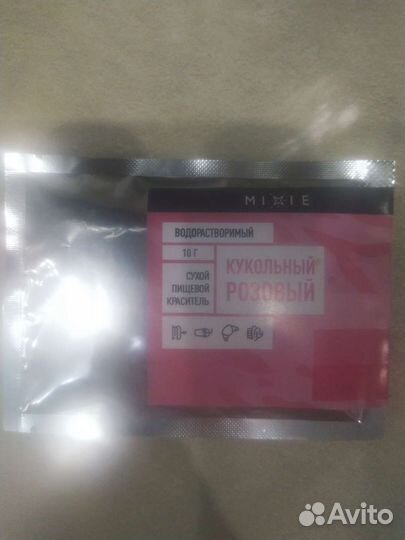 MIXIE
ВОДОРАСТВОРИМЫЙ
10 Г
СУХОЙ
ПИЩЕВОЙ
КРАСИТЕЛЬ
КУКОЛЬНЫЙ
РОЗОВЫЙ
Avito